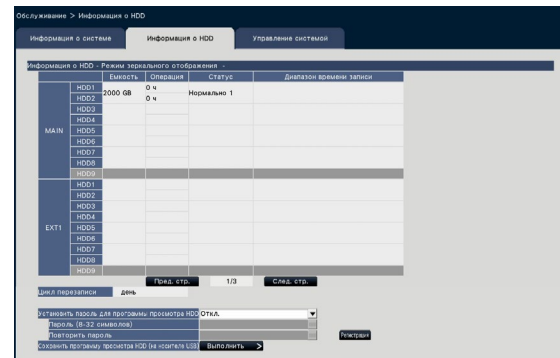 Обслуживание > Информация о HDD
Информация о системе Информация о HDD Управление системой
Информация о HDD - Режим зеркального отображения -
Емкость Операция Статус Диапазон времени записи
MAIN
HDD1 2000 GB 0 ч Нормально 1
HDD2 0 ч
HDD3
HDD4
HDD5
HDD6
HDD7
HDD8
HDD9
EXT1
HDD1
HDD2
HDD3
HDD4
HDD5
HDD6
HDD7
HDD8
HDD9
Пред. стр. 1/3 След. стр.
Цикл перезаписи день
Установить пароль для программы просмотра HDD Откл.
Пароль (8-32 символов)
Повторить пароль Регистрация
Сохранить программу просмотра HDD (на носителе USB) Выполнить >